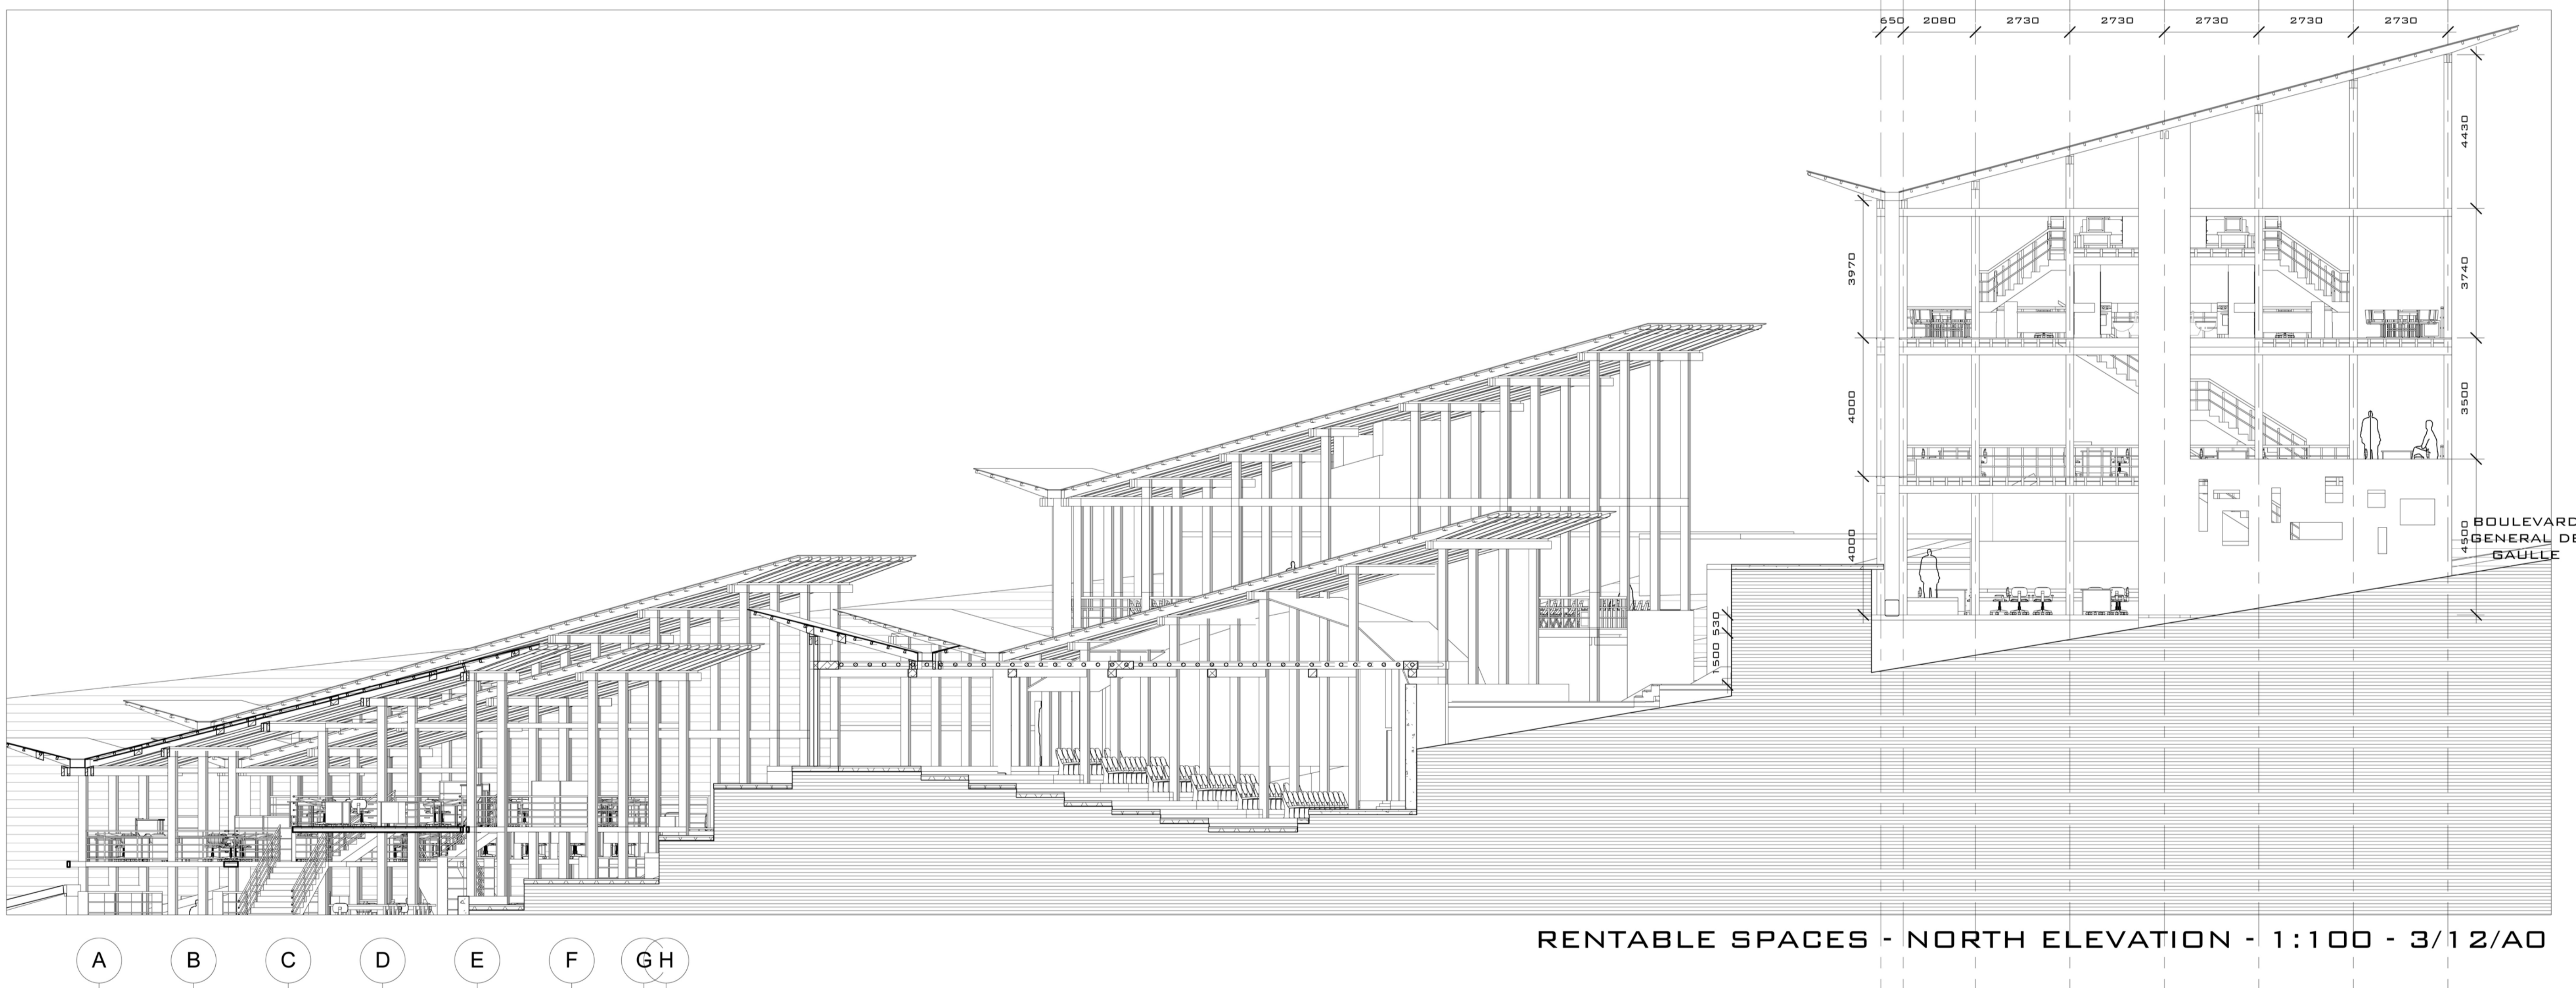 650 2080 2730 2730 2730 2730 2730
4430
3970
3740
4000
3500
4000
4500
BOULEVARD
GENERAL DE
GAULLE
530
1500
RENTABLE SPACES - NORTH ELEVATION - 1:100 - 3/12/A0
A B C D E F G H